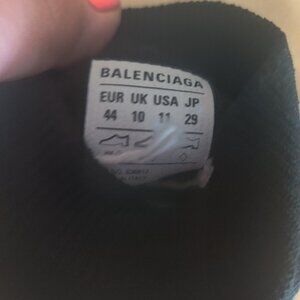 BALENCIAGA
EUR UK USA JP
44 10 11 29